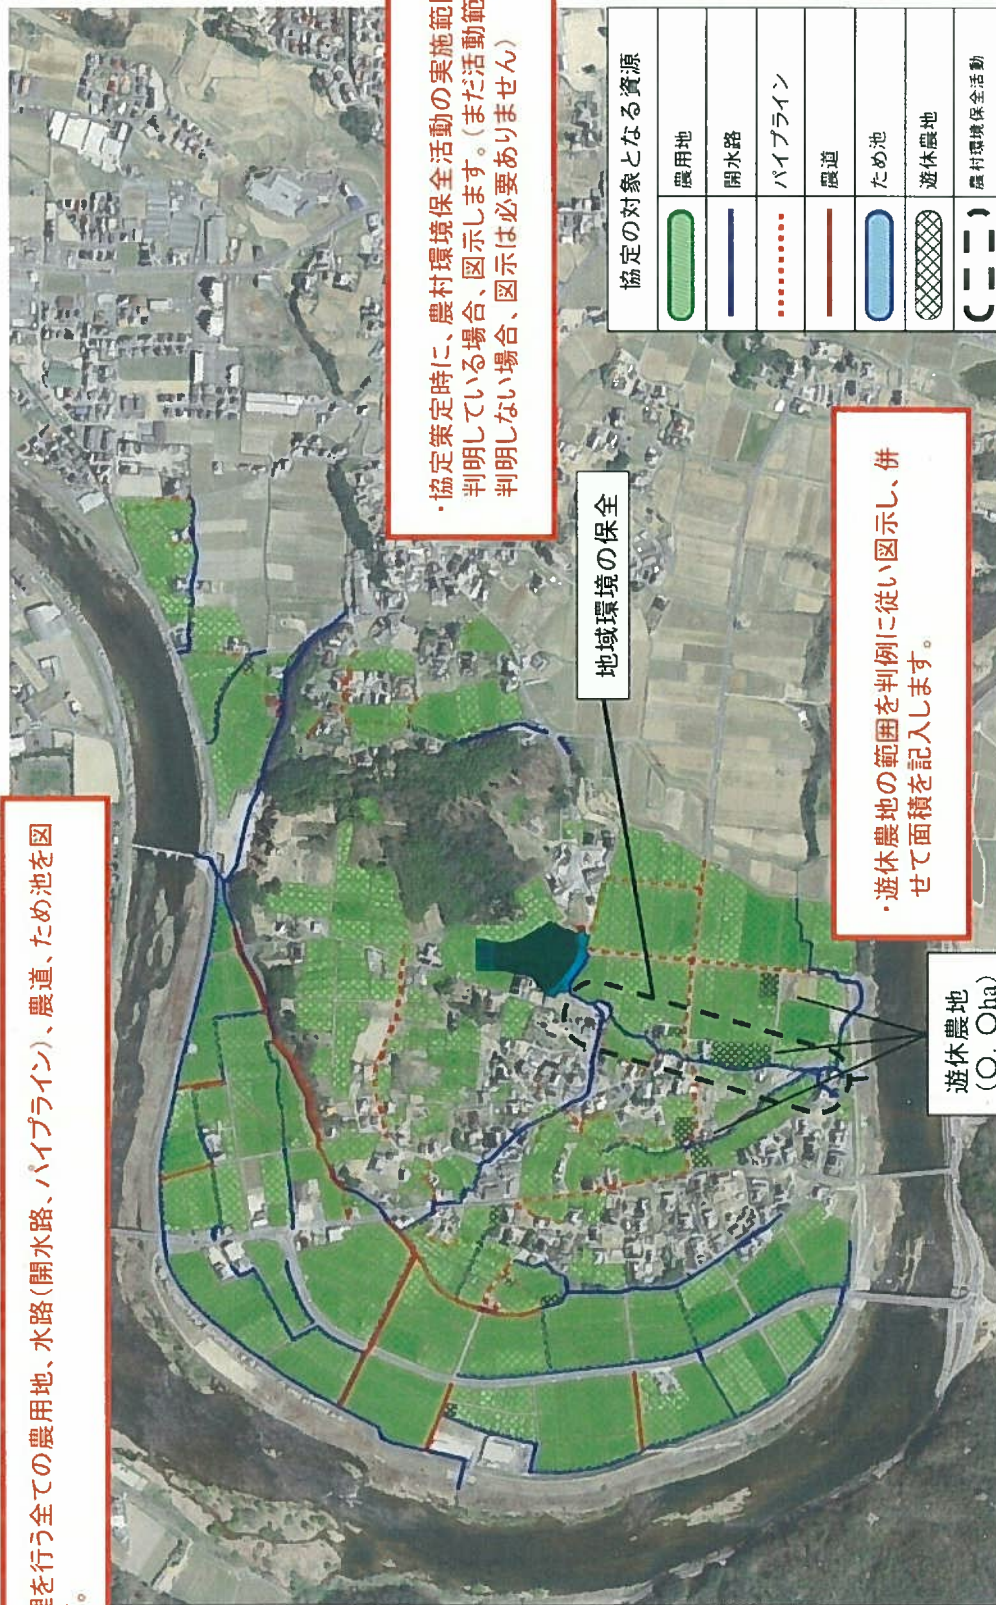 理を行う全ての農用地、水路(開水路、パイプライン)、農道、ため池を図
。
・協定策定時に、農村環境保全活動の実施範
判明している場合、図示します。(まだ活動範
判明しない場合、図示は必要ありません)
地域環境の保全
・遊休農地の範囲を判例に従い図示し、併
せて面積を記入します。
遊休農地
(〇.〇ha)
協定の対象となる資源
農用地
開水路
パイプライン
農道
ため池
遊休農地
農村環境保全活動